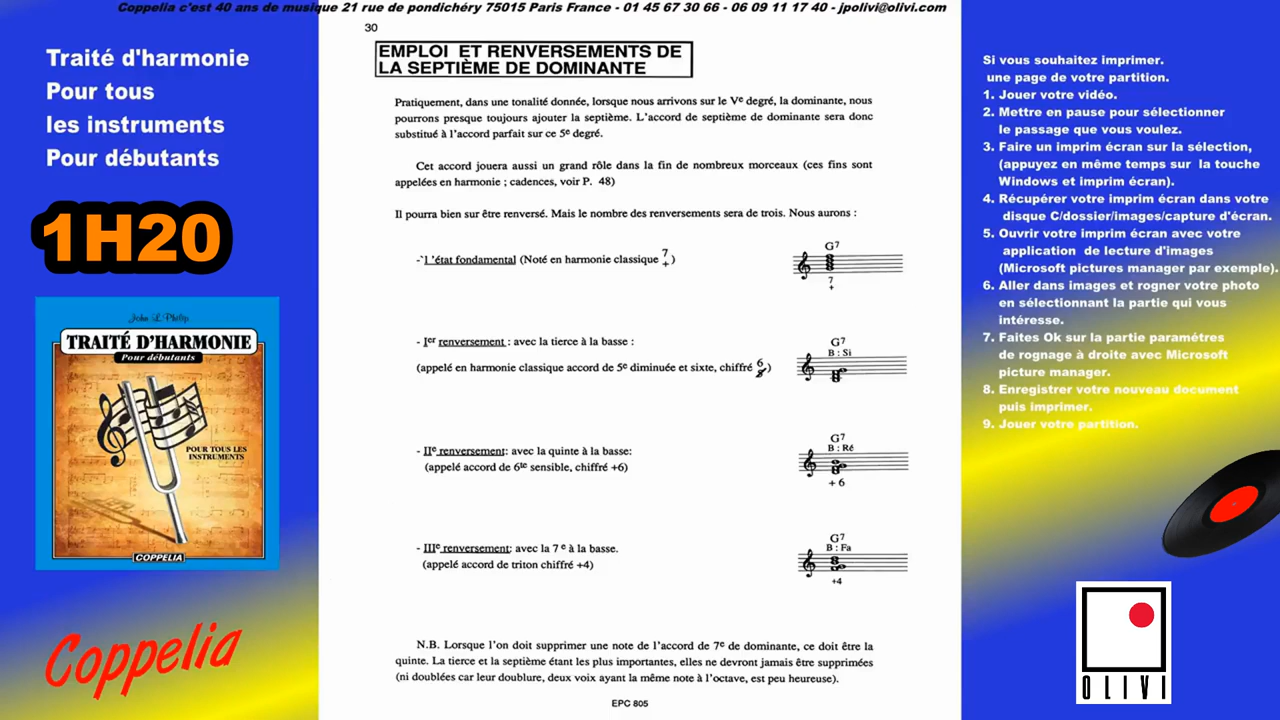 Coppelia c'est 40 ans de musique 21 rue de pondichéry 75015 Paris France - 01 45 67 30 66 - 06 09 11 17 40 - jpolivi@olivi.com
Traité d'harmonie
Pour tous
les instruments
Pour débutants
1H20
John L. Philip
TRAITÉ D'HARMONIE
Pour débutants
POUR TOUS LES
INSTRUMENTS
COPPELIA
Coppelia
30
EMPLOI ET RENVERSEMENTS DE
LA SEPTIÈME DE DOMINANTE
Pratiquement, dans une tonalité donnée, lorsque nous arrivons sur le Ve degré, la dominante, nous
pourrons presque toujours ajouter la septième. L'accord de septième de dominante sera donc
substitué à l'accord parfait sur ce 5e degré.
Cet accord jouera aussi un grand rôle dans la fin de nombreux morceaux (ces fins sont
appelées en harmonie ; cadences, voir P. 48)
Il pourra bien sur être renversé. Mais le nombre des renversements sera de trois. Nous aurons :
G7
-`l'état fondamental (Noté en harmonie classique 7 +)
7
+
G7
B : Si
- Ier renversement : avec la tierce à la basse :
(appelé en harmonie classique accord de 5e diminuée et sixte, chiffré 6 5)
G7
B : Ré
- IIe renversement: avec la quinte à la basse:
(appelé accord de 6te sensible, chiffré +6)
+ 6
G7
B : Fa
- IIIe renversement: avec la 7e à la basse.
(appelé accord de triton chiffré +4)
+4
N.B. Lorsque l'on doit supprimer une note de l'accord de 7e de dominante, ce doit être la
quinte. La tierce et la septième étant les plus importantes, elles ne devront jamais être supprimées
(ni doublées car leur doublure, deux voix ayant la même note à l'octave, est peu heureuse).
EPC 805
Si vous souhaitez imprimer.
une page de votre partition.
1. Jouer votre vidéo.
2. Mettre en pause pour sélectionner
le passage que vous voulez.
3. Faire un imprim écran sur la sélection,
(appuyez en même temps sur la touche
Windows et imprim écran).
4. Récupérer votre imprim écran dans votre
disque C/dossier/images/capture d'écran.
5. Ouvrir votre imprim écran avec votre
application de lecture d'images
(Microsoft pictures manager par exemple).
6. Aller dans images et rogner votre photo
en sélectionnant la partie qui vous
intéresse.
7. Faites Ok sur la partie paramétres
de rognage à droite avec Microsoft
picture manager.
8. Enregistrer votre nouveau document
puis imprimer.
9. Jouer votre partition.
OLIVI